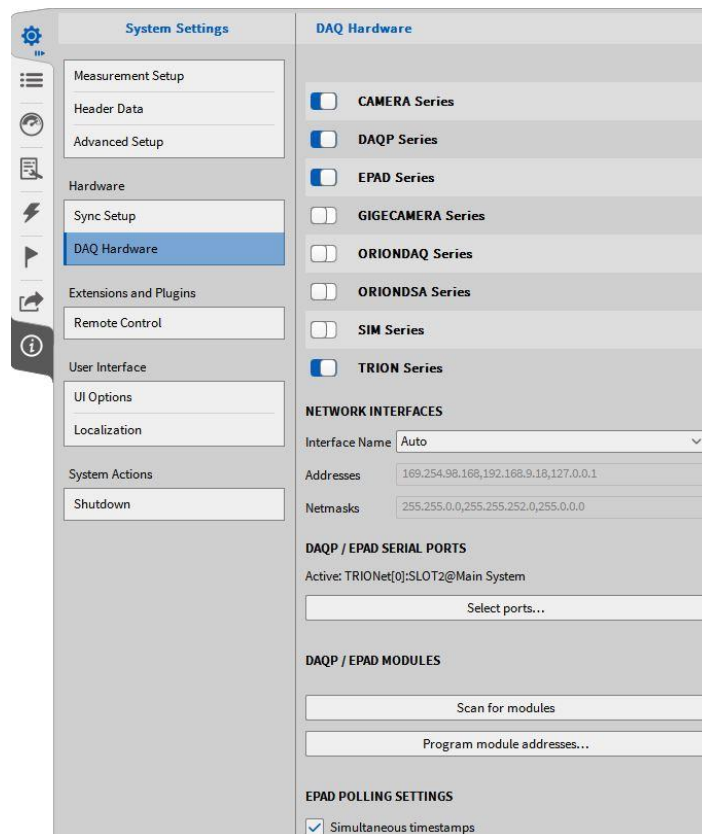 System Settings
Measurement Setup
Header Data
Advanced Setup
Hardware
Sync Setup
DAQ Hardware
Extensions and Plugins
Remote Control
User Interface
UI Options
Localization
System Actions
Shutdown
DAQ Hardware
CAMERA Series
DAQP Series
EPAD Series
GIGECAMERA Series
ORIONDAQ Series
ORIONDSA Series
SIM Series
TRION Series
NETWORK INTERFACES
Interface Name Auto
Addresses 169.254.98.168,192.168.9.18,127.0.0.1
Netmasks 255.255.0.0,255.255.252.0,255.0.0.0
DAQP / EPAD SERIAL PORTS
Active: TRIONet[0]:SLOT2@Main System
Select ports...
DAQP / EPAD MODULES
Scan for modules
Program module addresses...
EPAD POLLING SETTINGS
Simultaneous timestamps